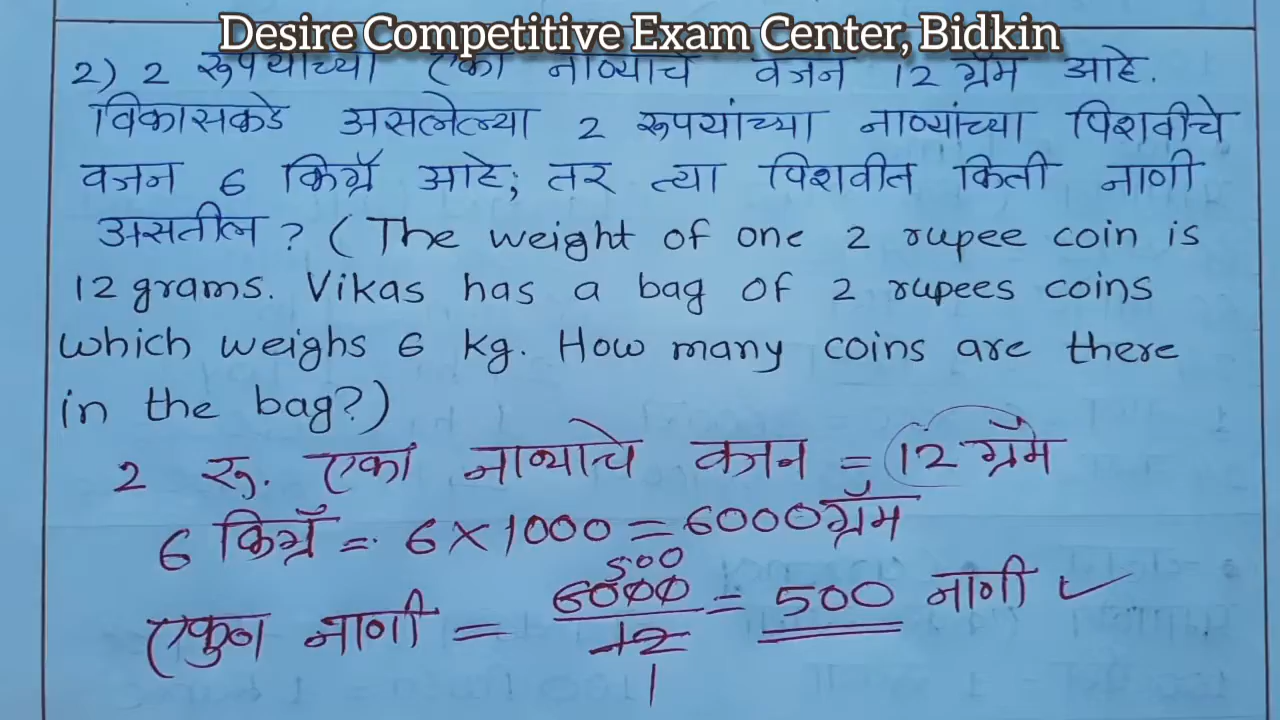 Desire Competitive Exam Center, Bidkin
2) 2 रूपयाच्या एका नाण्याचे वजन 12 ग्रॅम आहे.
विकासकडे असलेल्या 2 रूपयांच्या नाण्यांच्या पिशवीचे
वजन 6 किग्रॅ आहे; तर त्या पिशवीत किती नाणी
असतील? (The weight of one 2 rupee coin is
12 grams. Vikas has a bag of 2 rupees coins
which weighs 6 kg. How many coins are there
in the bag?)
2 रू. एका नाण्याचे वजन = 12 ग्रॅम
6 किग्रॅ = 6 × 1000 = 6000 ग्रॅम
500
एकुण नाणी = 6000 = 500 नाणी ✓
12
1